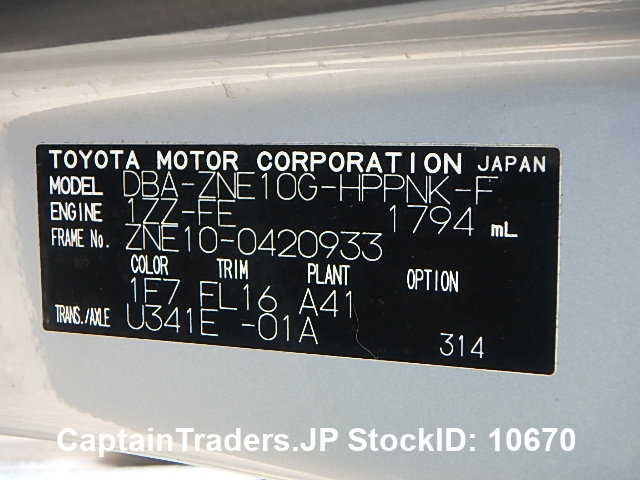 TOYOTA MOTOR CORPORATION JAPAN
MODEL DBA-ZNE10G-HPPNK-F
ENGINE 1ZZ-FE 1794 mL
FRAME No. ZNE10-0420933
COLOR TRIM PLANT OPTION
1F7 FL16 A41
TRANS./AXLE U341E -01A
314
CaptainTraders.JP StockID: 10670